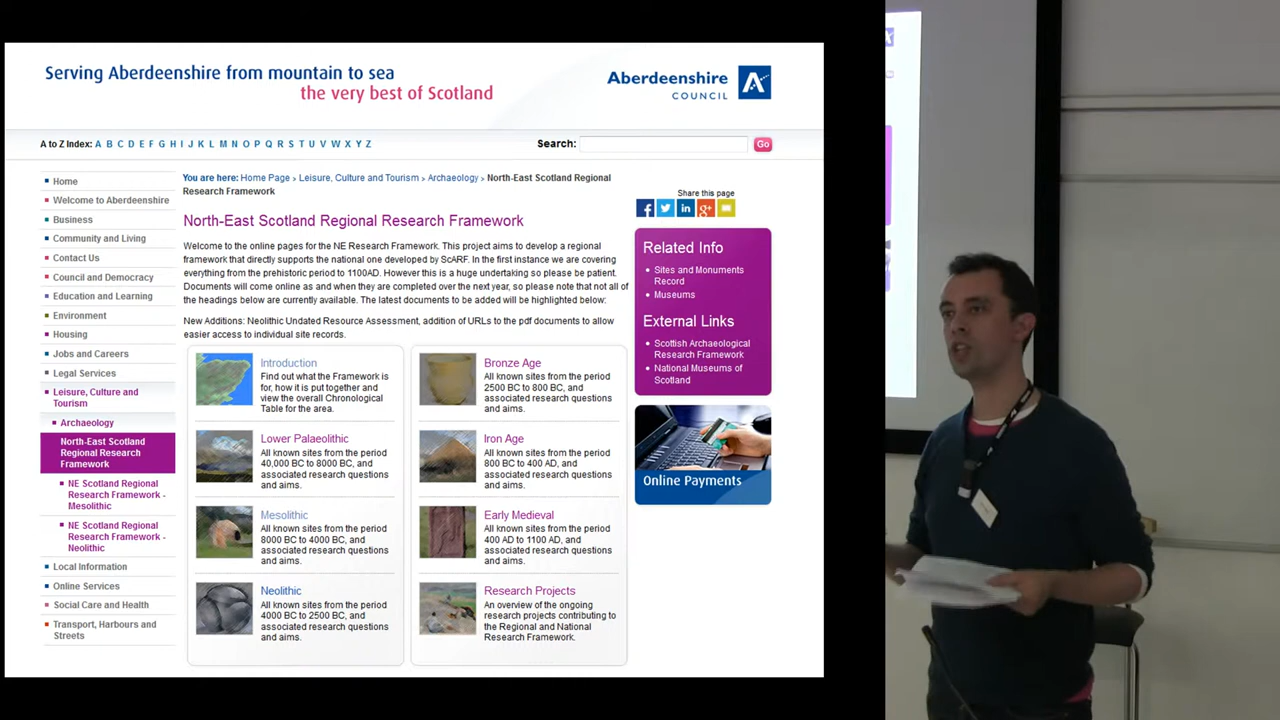 Serving Aberdeenshire from mountain to sea
the very best of Scotland
Aberdeenshire
COUNCIL
A to Z Index: A B C D E F G H I J K L M N O P Q R S T U V W X Y Z
Search:
Go
Home
Welcome to Aberdeenshire
Business
Community and Living
Contact Us
Council and Democracy
Education and Learning
Environment
Housing
Jobs and Careers
Legal Services
Leisure, Culture and
Tourism
Archaeology
North-East Scotland
Regional Research
Framework
NE Scotland Regional
Research Framework -
Mesolithic
NE Scotland Regional
Research Framework -
Neolithic
Local Information
Online Services
Social Care and Health
Transport, Harbours and
Streets
You are here: Home Page > Leisure, Culture and Tourism > Archaeology > North-East Scotland Regional
Research Framework
North-East Scotland Regional Research Framework
Welcome to the online pages for the NE Research Framework. This project aims to develop a regional
framework that directly supports the national one developed by ScARF. In the first instance we are covering
everything from the prehistoric period to 1100AD. However this is a huge undertaking so please be patient.
Documents will come online as and when they are completed over the next year, so please note that not all of
the headings below are currently available. The latest documents to be added will be highlighted below:
New Additions: Neolithic Undated Resource Assessment, addition of URLs to the pdf documents to allow
easier access to individual site records.
Introduction
Find out what the Framework is
for, how it is put together and
view the overall Chronological
Table for the area.
Lower Palaeolithic
All known sites from the period
40,000 BC to 8000 BC, and
associated research questions
and aims.
Mesolithic
All known sites from the period
8000 BC to 4000 BC, and
associated research questions
and aims.
Neolithic
All known sites from the period
4000 BC to 2500 BC, and
associated research questions
and aims.
Bronze Age
All known sites from the period
2500 BC to 800 BC, and
associated research questions
and aims.
Iron Age
All known sites from the period
800 BC to 400 AD, and
associated research questions
and aims.
Early Medieval
All known sites from the period
400 AD to 1100 AD, and
associated research questions
and aims.
Research Projects
An overview of the ongoing
research projects contributing to
the Regional and National
Research Framework.
Share this page
Related Info
Sites and Monuments
Record
Museums
External Links
Scottish Archaeological
Research Framework
National Museums of
Scotland
Online Payments